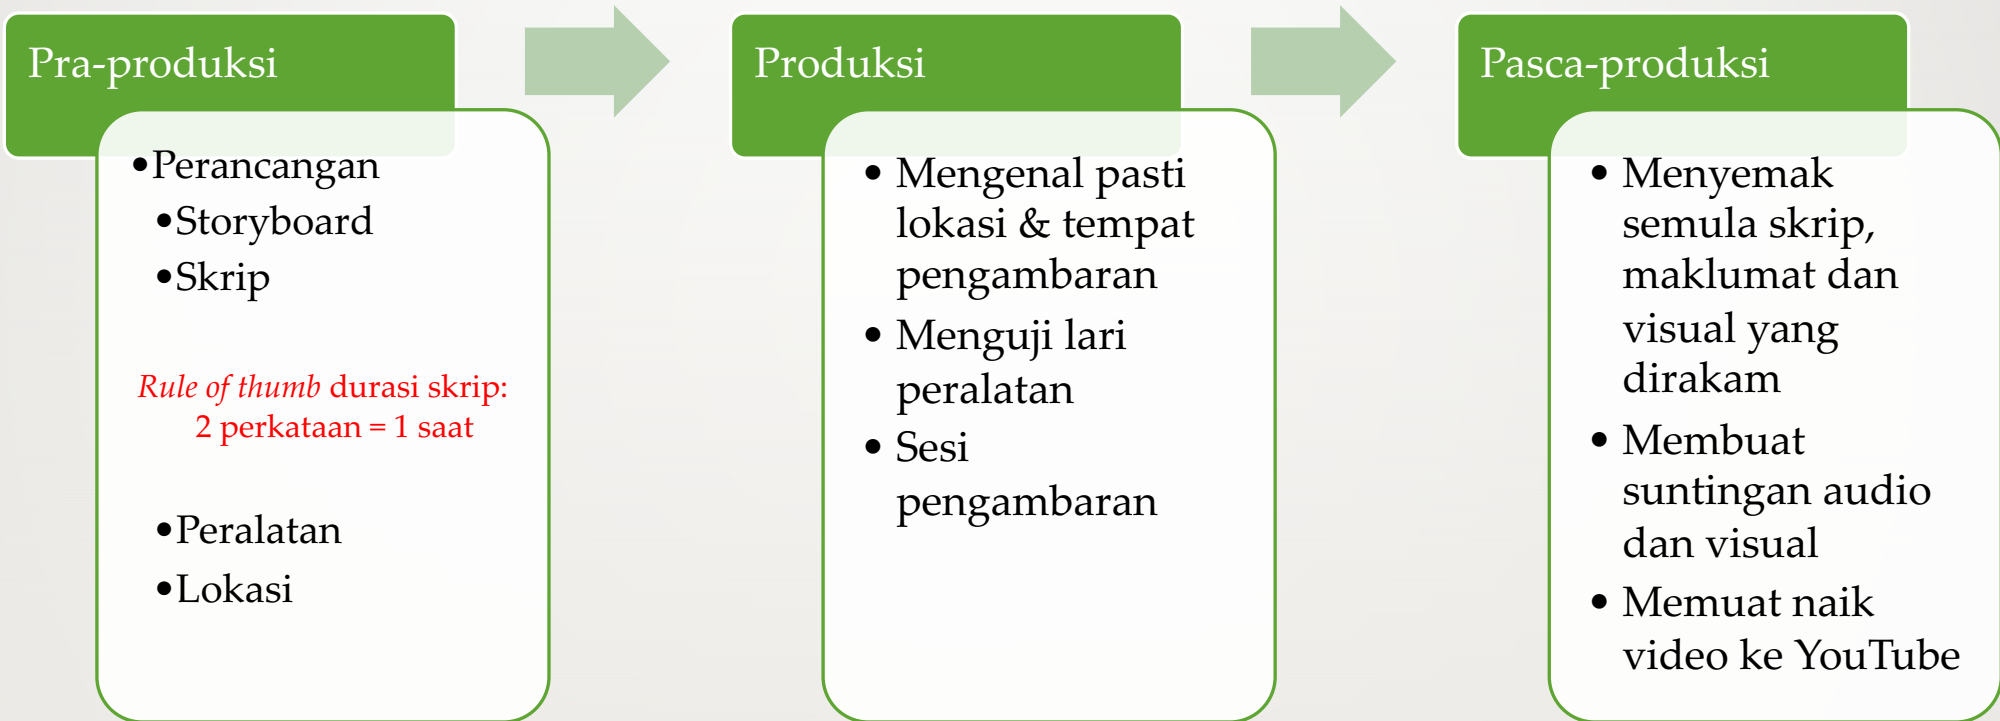 Pra-produksi
•Perancangan
•Storyboard
•Skrip
Rule of thumb durasi skrip:
2 perkataan = 1 saat
•Peralatan
•Lokasi
Produksi
• Mengenal pasti
lokasi & tempat
pengambaran
• Menguji lari
peralatan
• Sesi
pengambaran
Pasca-produksi
• Menyemak
semula skrip,
maklumat dan
visual yang
dirakam
• Membuat
suntingan audio
dan visual
• Memuat naik
video ke YouTube